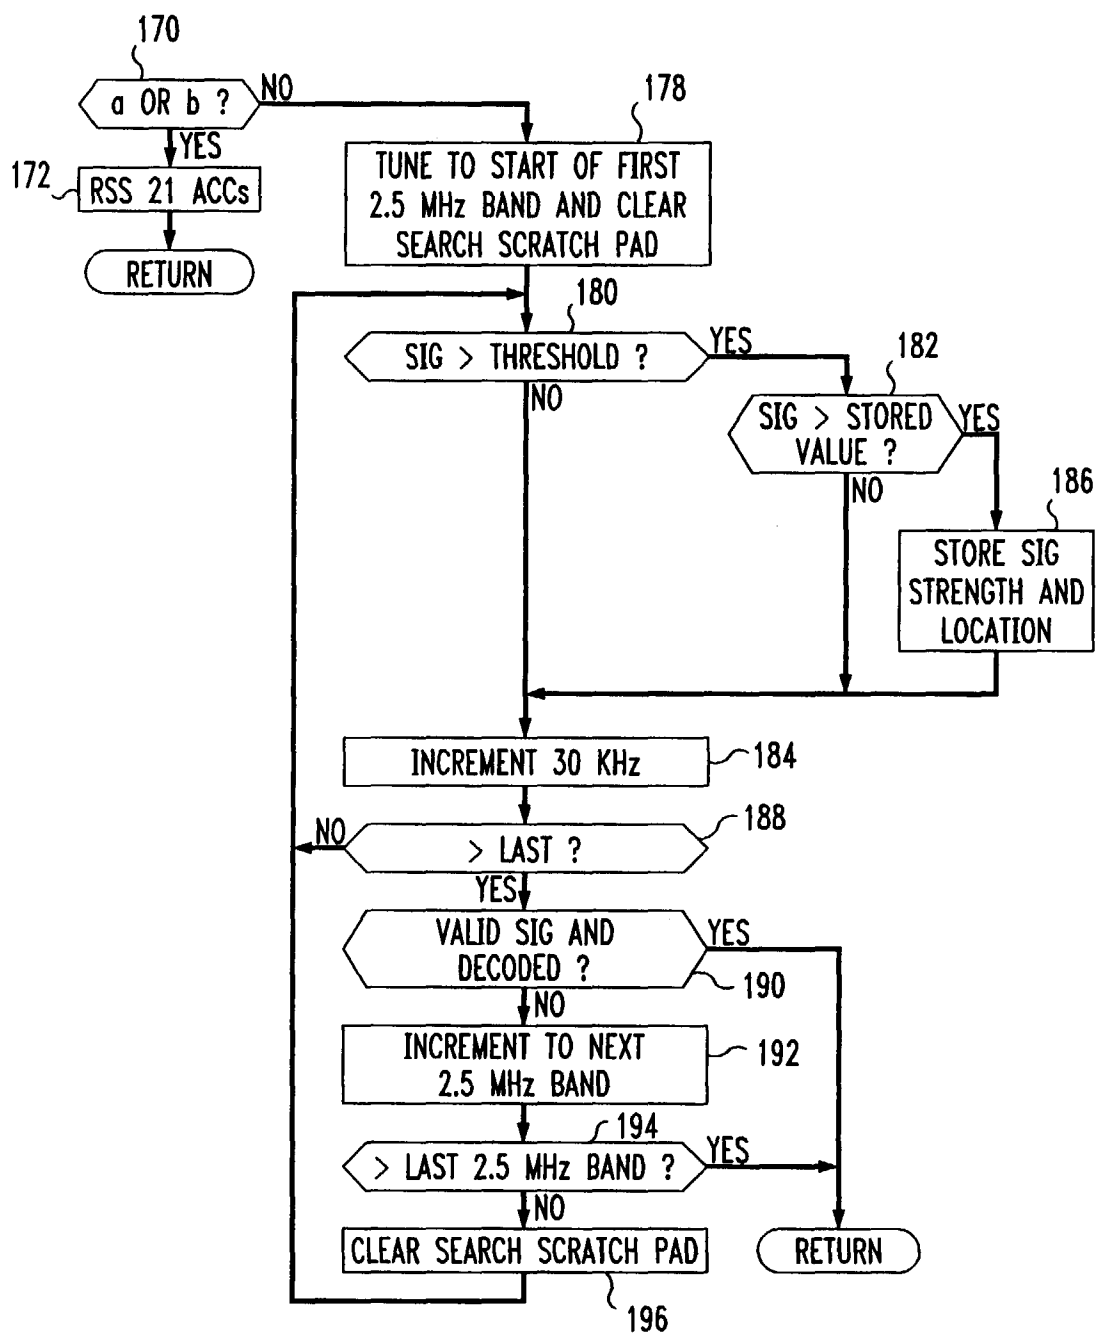 170
a OR b ?
NO
YES
172
RSS 21 ACCs
RETURN
178
TUNE TO START OF FIRST
2.5 MHz BAND AND CLEAR
SEARCH SCRATCH PAD
180
SIG > THRESHOLD ?
YES
NO
182
SIG > STORED
VALUE ?
YES
NO
186
STORE SIG
STRENGTH AND
LOCATION
INCREMENT 30 KHz
184
188
NO
> LAST ?
YES
VALID SIG AND
DECODED ?
YES
190
NO
INCREMENT TO NEXT
2.5 MHz BAND
192
194
> LAST 2.5 MHz BAND ?
YES
NO
CLEAR SEARCH SCRATCH PAD
RETURN
196